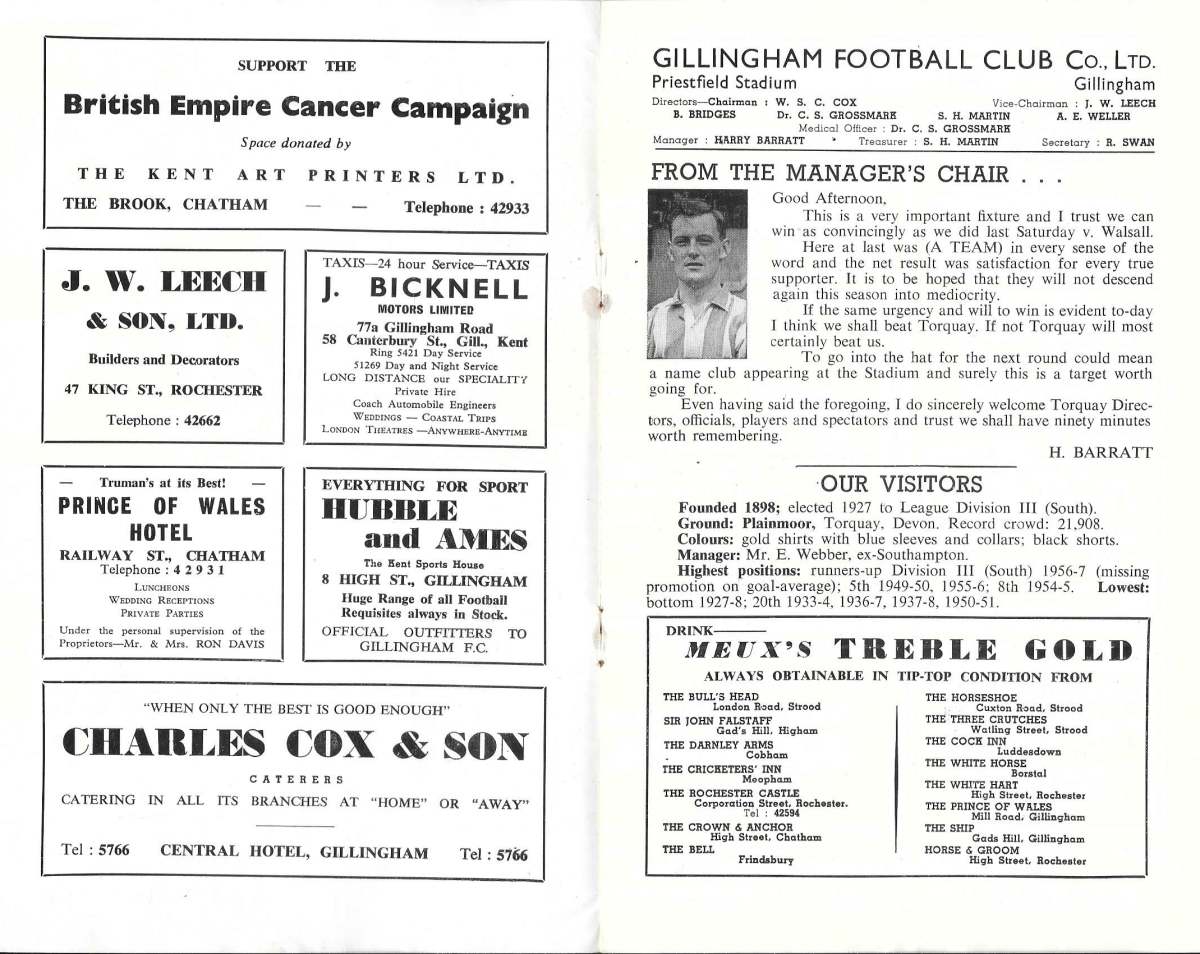 SUPPORT THE
British Empire Cancer Campaign
Space donated by
THE KENT ART PRINTERS LTD.
THE BROOK, CHATHAM — — Telephone : 42933
J. W. LEECH
& SON, LTD.
Builders and Decorators
47 KING ST., ROCHESTER
Telephone : 42662
TAXIS—24 hour Service—TAXIS
J. BICKNELL
MOTORS LIMITED
77a Gillingham Road
58 Canterbury St., Gill., Kent
Ring 5421 Day Service
51269 Day and Night Service
LONG DISTANCE our SPECIALITY
Private Hire
Coach Automobile Engineers
WEDDINGS — COASTAL TRIPS
LONDON THEATRES —ANYWHERE-ANYTIME
— Truman's at its Best! —
PRINCE OF WALES
HOTEL
RAILWAY ST., CHATHAM
Telephone : 4 2 9 3 1
LUNCHEONS
WEDDING RECEPTIONS
PRIVATE PARTIES
Under the personal supervision of the
Proprietors—Mr. & Mrs. RON DAVIS
EVERYTHING FOR SPORT
HUBBLE
and AMES
The Kent Sports House
8 HIGH ST., GILLINGHAM
Huge Range of all Football
Requisites always in Stock.
OFFICIAL OUTFITTERS TO
GILLINGHAM F.C.
"WHEN ONLY THE BEST IS GOOD ENOUGH"
CHARLES COX & SON
CATERERS
CATERING IN ALL ITS BRANCHES AT "HOME" OR "AWAY"
Tel : 5766 CENTRAL HOTEL, GILLINGHAM Tel : 5766
GILLINGHAM FOOTBALL CLUB Co., LTD.
Priestfield Stadium Gillingham
Directors—Chairman : W. S. C. COX Vice-Chairman : J. W. LEECH
B. BRIDGES Dr. C. S. GROSSMARK S. H. MARTIN A. E. WELLER
Medical Officer : Dr. C. S. GROSSMARK
Manager : HARRY BARRATT Treasurer : S. H. MARTIN Secretary : R. SWAN
FROM THE MANAGER'S CHAIR . . .
Good Afternoon,
This is a very important fixture and I trust we can
win as convincingly as we did last Saturday v. Walsall.
Here at last was (A TEAM) in every sense of the
word and the net result was satisfaction for every true
supporter. It is to be hoped that they will not descend
again this season into mediocrity.
If the same urgency and will to win is evident to-day
I think we shall beat Torquay. If not Torquay will most
certainly beat us.
To go into the hat for the next round could mean
a name club appearing at the Stadium and surely this is a target worth
going for.
Even having said the foregoing, I do sincerely welcome Torquay Direc-
tors, officials, players and spectators and trust we shall have ninety minutes
worth remembering.
H. BARRATT
OUR VISITORS
Founded 1898; elected 1927 to League Division III (South).
Ground: Plainmoor, Torquay, Devon. Record crowd: 21,908.
Colours: gold shirts with blue sleeves and collars; black shorts.
Manager: Mr. E. Webber, ex-Southampton.
Highest positions: runners-up Division III (South) 1956-7 (missing
promotion on goal-average); 5th 1949-50, 1955-6; 8th 1954-5. Lowest:
bottom 1927-8; 20th 1933-4, 1936-7, 1937-8, 1950-51.
DRINK——
MEUX'S TREBLE GOLD
ALWAYS OBTAINABLE IN TIP-TOP CONDITION FROM
THE BULL'S HEAD
London Road, Strood
SIR JOHN FALSTAFF
Gad's Hill, Higham
THE DARNLEY ARMS
Cobham
THE CRICKETERS' INN
Meopham
THE ROCHESTER CASTLE
Corporation Street, Rochester.
Tel : 42594
THE CROWN & ANCHOR
High Street, Chatham
THE BELL
Frindsbury
THE HORSESHOE
Cuxton Road, Strood
THE THREE CRUTCHES
Watling Street, Strood
THE COCK INN
Luddesdown
THE WHITE HORSE
Borstal
THE WHITE HART
High Street, Rochester
THE PRINCE OF WALES
Mill Road, Gillingham
THE SHIP
Gads Hill, Gillingham
HORSE & GROOM
High Street, Rochester